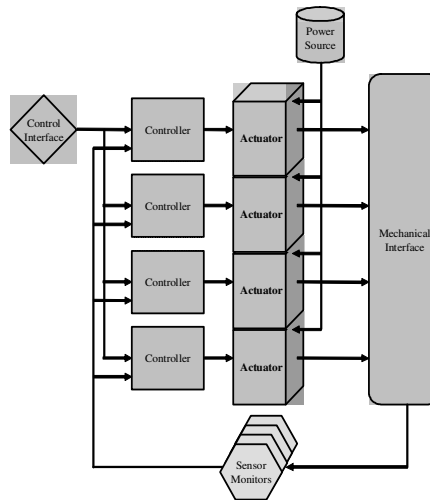 Power
Source
Control
Interface
Controller
Actuator
Controller
Actuator
Mechanical
Interface
Controller
Actuator
Controller
Actuator
Sensor
Monitors